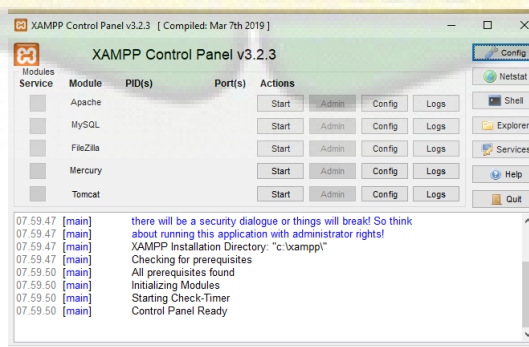 XAMPP Control Panel v3.2.3 [ Compiled: Mar 7th 2019 ]
XAMPP Control Panel v3.2.3
Config
Modules
Service Module PID(s) Port(s) Actions
Netstat
Apache Start Admin Config Logs
Shell
MySQL Start Admin Config Logs
Explorer
FileZilla Start Admin Config Logs
Services
Mercury Start Admin Config Logs
Help
Tomcat Start Admin Config Logs
Quit
07.59.47 [main] there will be a security dialogue or things will break! So think
07.59.47 [main] about running this application with administrator rights!
07.59.47 [main] XAMPP Installation Directory: "c:\xampp\"
07.59.47 [main] Checking for prerequisites
07.59.50 [main] All prerequisites found
07.59.50 [main] Initializing Modules
07.59.50 [main] Starting Check-Timer
07.59.50 [main] Control Panel Ready